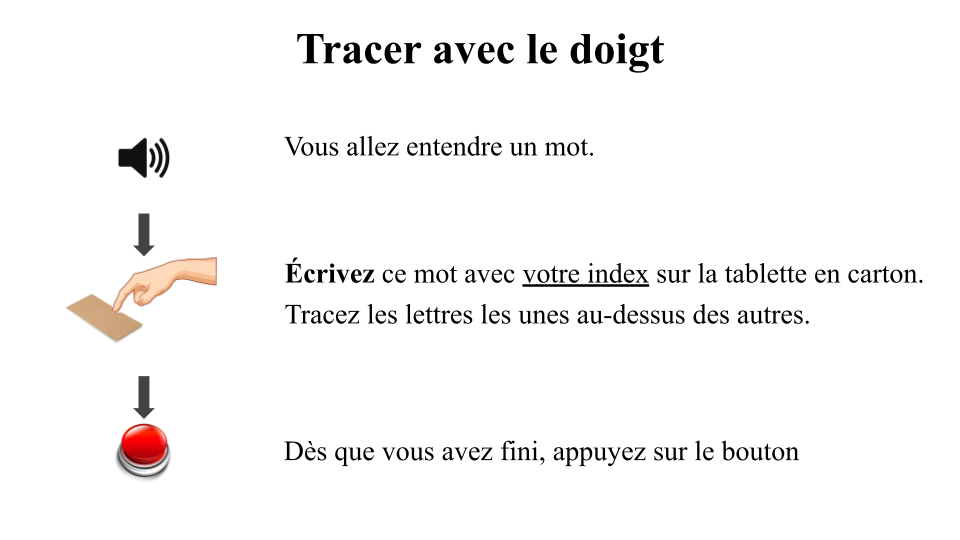 Tracer avec le doigt
Vous allez entendre un mot.
Écrivez ce mot avec votre index sur la tablette en carton.
Tracez les lettres les unes au-dessus des autres.
Dès que vous avez fini, appuyez sur le bouton